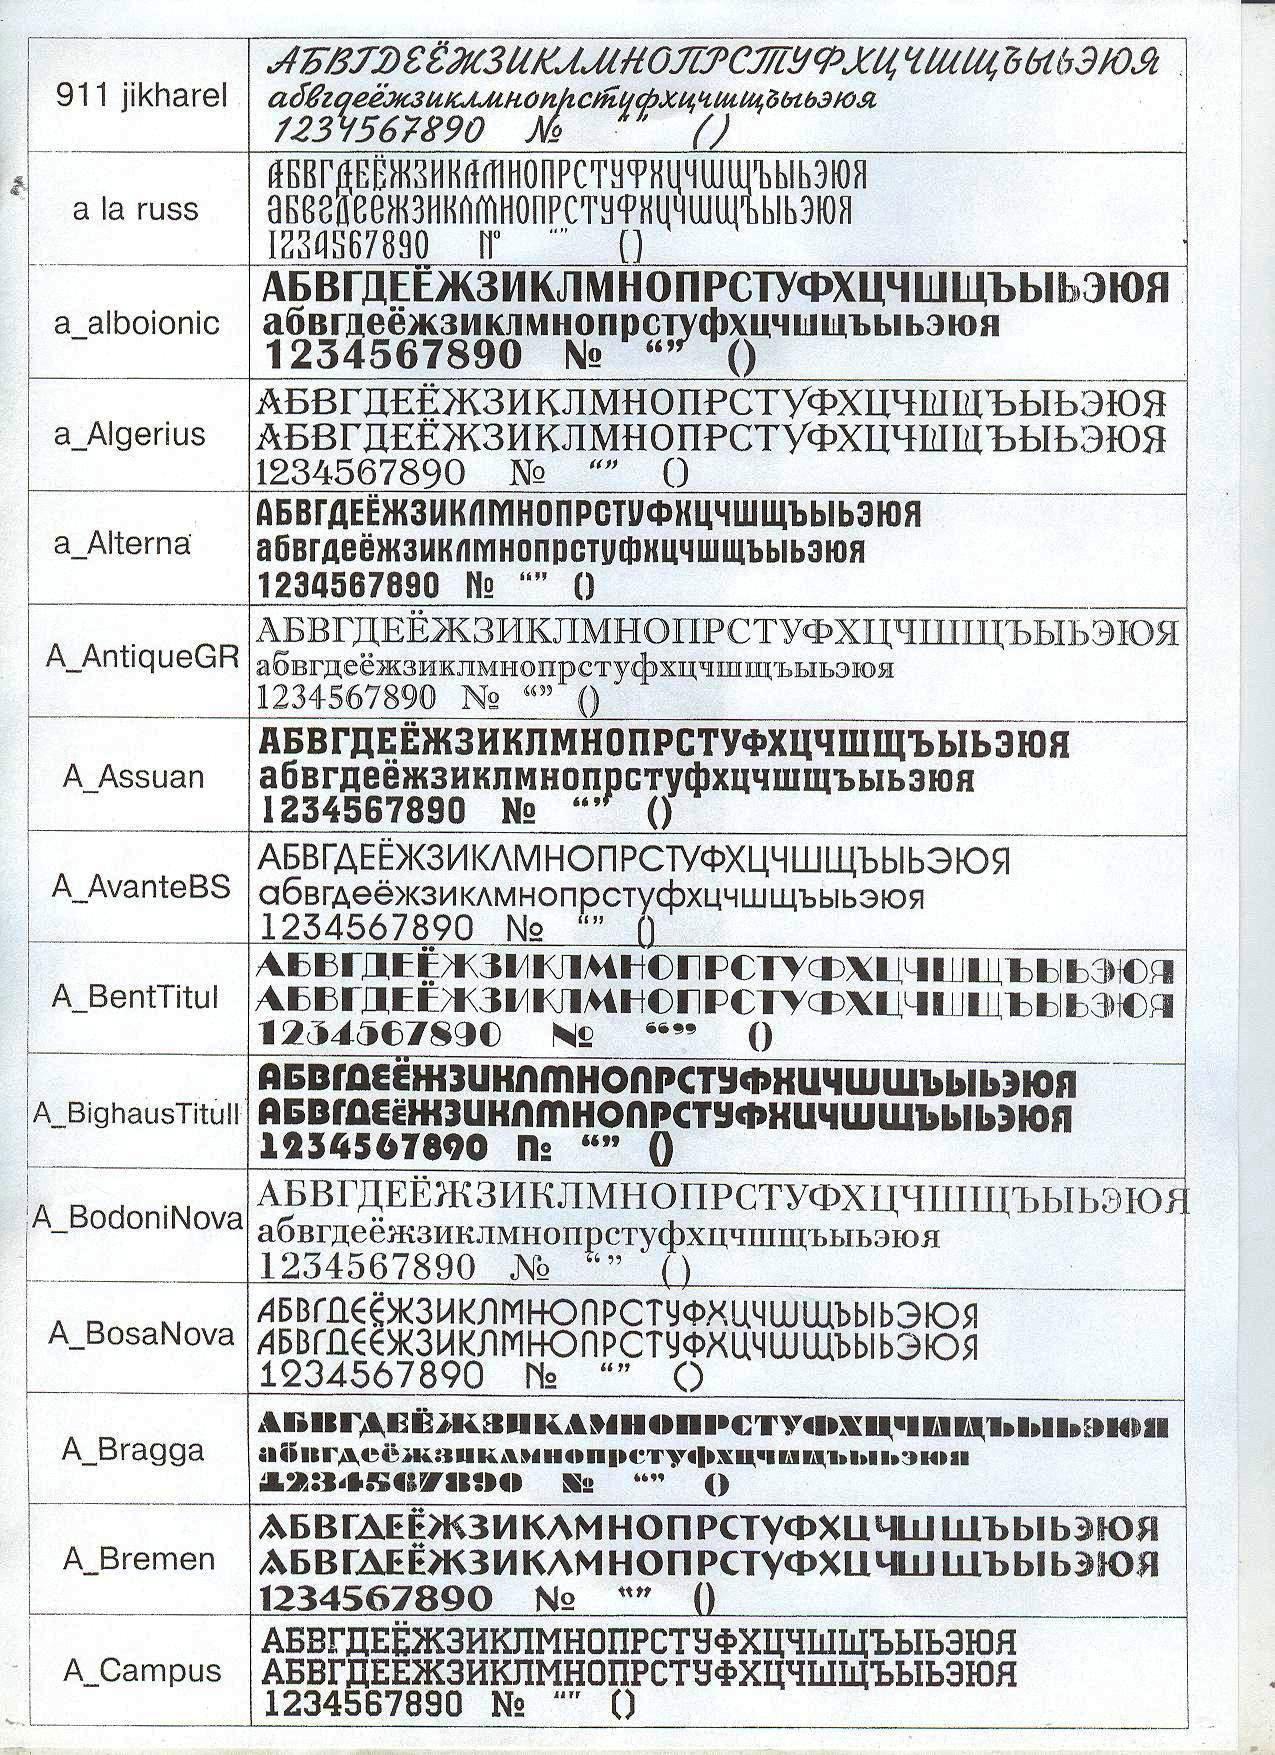 911 jikharel
АБВГДЕЁЖЗИКЛМНОПРСТУФХЦЧШЩЪЫЬЭЮЯ
абвгдеёжзиклмнопрстуфхцчшщъыьэюя
1234567890 № “ ” ()
a la russ
АБВГДЕЁЖЗИКЛМНОПРСТУФХЦЧШЩЪЫЬЭЮЯ
абвгдеёжзиклмнопрстуфхцчшщъыьэюя
1234567890 № “” ()
a_alboionic
АБВГДЕЁЖЗИКЛМНОПРСТУФХЦЧШЩЪЫЬЭЮЯ
абвгдеёжзиклмнопрстуфхцчшщъыьэюя
1234567890 № “” ()
a_Algerius
АБВГДЕЁЖЗИКЛМНОПРСТУФХЦЧШЩЪЫЬЭЮЯ
АБВГДЕЁЖЗИКЛМНОПРСТУФХЦЧШЩЪЫЬЭЮЯ
1234567890 № “” ()
a_Alterna
АБВГДЕЁЖЗИКЛМНОПРСТУФХЦЧШЩЪЫЬЭЮЯ
абвгдеёжзиклмнопрстуфхцчшщъыьэюя
1234567890 № “” ()
A_AntiqueGR
АБВГДЕЁЖЗИКЛМНОПРСТУФХЦЧШЩЪЫЬЭЮЯ
абвгдеёжзиклмнопрстуфхцчшщъыьэюя
1234567890 № “” ()
A_Assuan
АБВГДЕЁЖЗИКЛМНОПРСТУФХЦЧШЩЪЫЬЭЮЯ
абвгдеёжзиклмнопрстуфхцчшщъыьэюя
1234567890 № “” ()
A_AvanteBS
АБВГДЕЁЖЗИКЛМНОПРСТУФХЦЧШЩЪЫЬЭЮЯ
абвгдеёжзиклмнопрстуфхцчшщъыьэюя
1234567890 № “” ()
A_BentTitul
АБВГДЕЁЖЗИКЛМНОПРСТУФХЦЧШЩЪЫЬЭЮЯ
АБВГДЕЁЖЗИКЛМНОПРСТУФХЦЧШЩЪЫЬЭЮЯ
1234567890 № “” ()
A_BighausTitull
АБВГДЕЁЖЗИКЛМНОПРСТУФХЦЧШЩЪЫЬЭЮЯ
АБВГДЕЁЖЗИКЛМНОПРСТУФХЦЧШЩЪЫЬЭЮЯ
1234567890 № “” ()
A_BodoniNova
АБВГДЕЁЖЗИКЛМНОПРСТУФХЦЧШЩЪЫЬЭЮЯ
абвгдеёжзиклмнопрстуфхцчшщъыьэюя
1234567890 № “ ” ()
A_BosaNova
АБВГДЕЁЖЗИКЛМНОПРСТУФХЦЧШЩЪЫЬЭЮЯ
АБВГДЕЁЖЗИКЛМНОПРСТУФХЦЧШЩЪЫЬЭЮЯ
1234567890 № “” ()
A_Bragga
АБВГДЕЁЖЗИКЛМНОПРСТУФХЦЧШЩЪЫЬЭЮЯ
абвгдеёжзиклмнопрстуфхцчшщъыьэюя
1234567890 № “” ()
A_Bremen
АБВГДЕЁЖЗИКЛМНОПРСТУФХЦЧШЩЪЫЬЭЮЯ
АБВГДЕЁЖЗИКЛМНОПРСТУФХЦЧШЩЪЫЬЭЮЯ
1234567890 № “” ()
A_Campus
АБВГДЕЁЖЗИКЛМНОПРСТУФХЦЧШЩЪЫЬЭЮЯ
АБВГДЕЁЖЗИКЛМНОПРСТУФХЦЧШЩЪЫЬЭЮЯ
1234567890 № “” ()